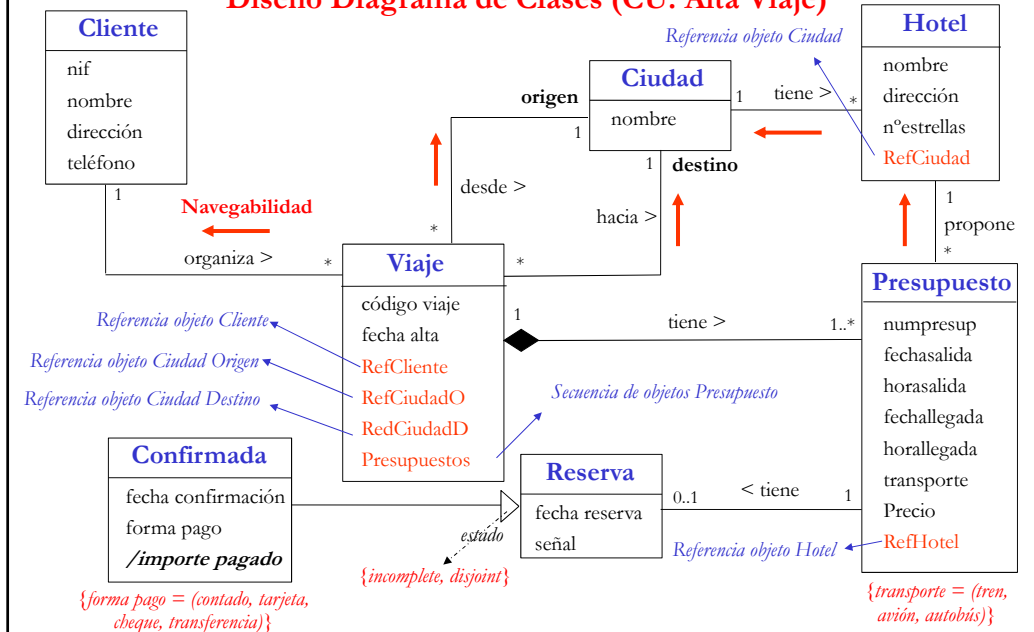 Diseño Diagrama de Clases (CU: Alta Viaje)
Cliente
nif
nombre
dirección
teléfono
1
Navegabilidad
organiza >
*
Referencia objeto Ciudad
Ciudad
nombre
origen
1
desde >
*
1
destino
hacia >
*
1
tiene >
*
Hotel
nombre
dirección
nºestrellas
RefCiudad
1
propone
*
Viaje
código viaje
fecha alta
RefCliente
RefCiudadO
RedCiudadD
Presupuestos
Referencia objeto Cliente
Referencia objeto Ciudad Origen
Referencia objeto Ciudad Destino
1
tiene >
1..*
Secuencia de objetos Presupuesto
Presupuesto
numpresup
fechasalida
horasalida
fechallegada
horallegada
transporte
Precio
RefHotel
Confirmada
fecha confirmación
forma pago
/importe pagado
estado
{incomplete, disjoint}
Reserva
fecha reserva
señal
0..1
< tiene
1
Referencia objeto Hotel
{forma pago = (contado, tarjeta,
cheque, transferencia)}
{transporte = (tren,
avión, autobús)}